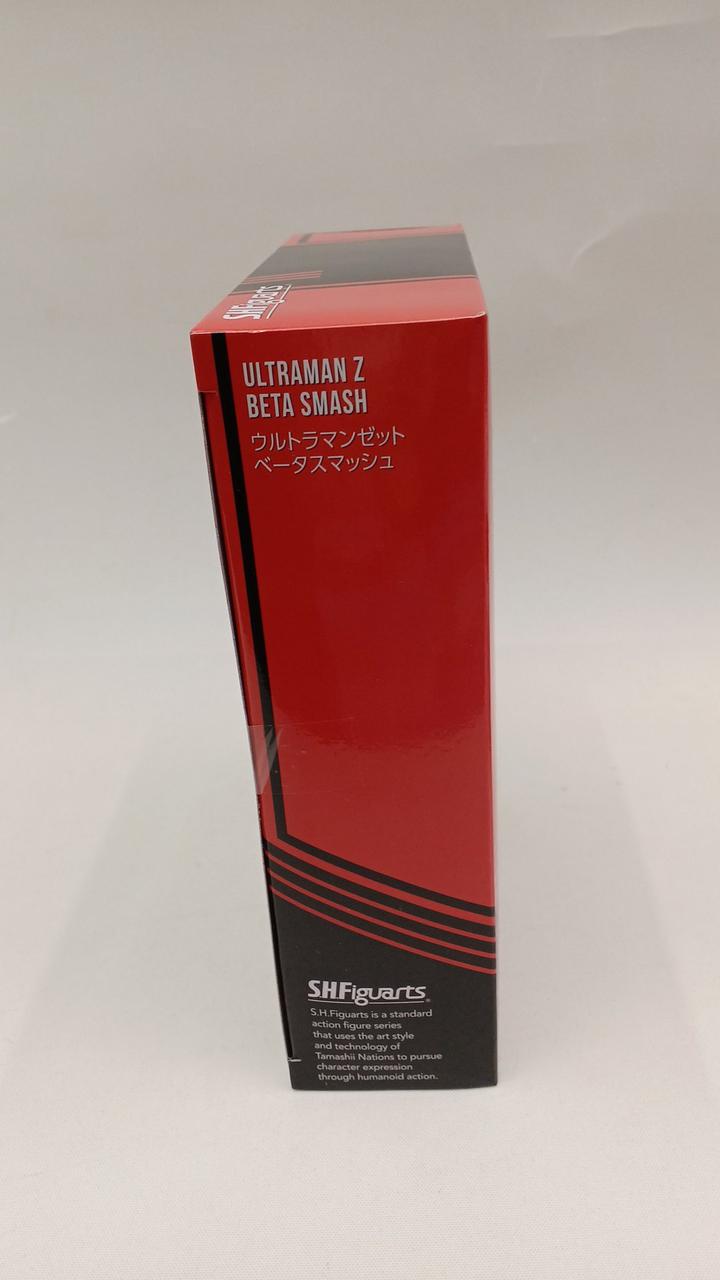 S.H.Figuarts
ULTRAMAN Z
BETA SMASH
ウルトラマンゼット
ベータスマッシュ
S.H.Figuarts
S.H.Figuarts is a standard
action figure series
that uses the art style
and technology of
Tamashii Nations to pursue
character expression
through humanoid action.